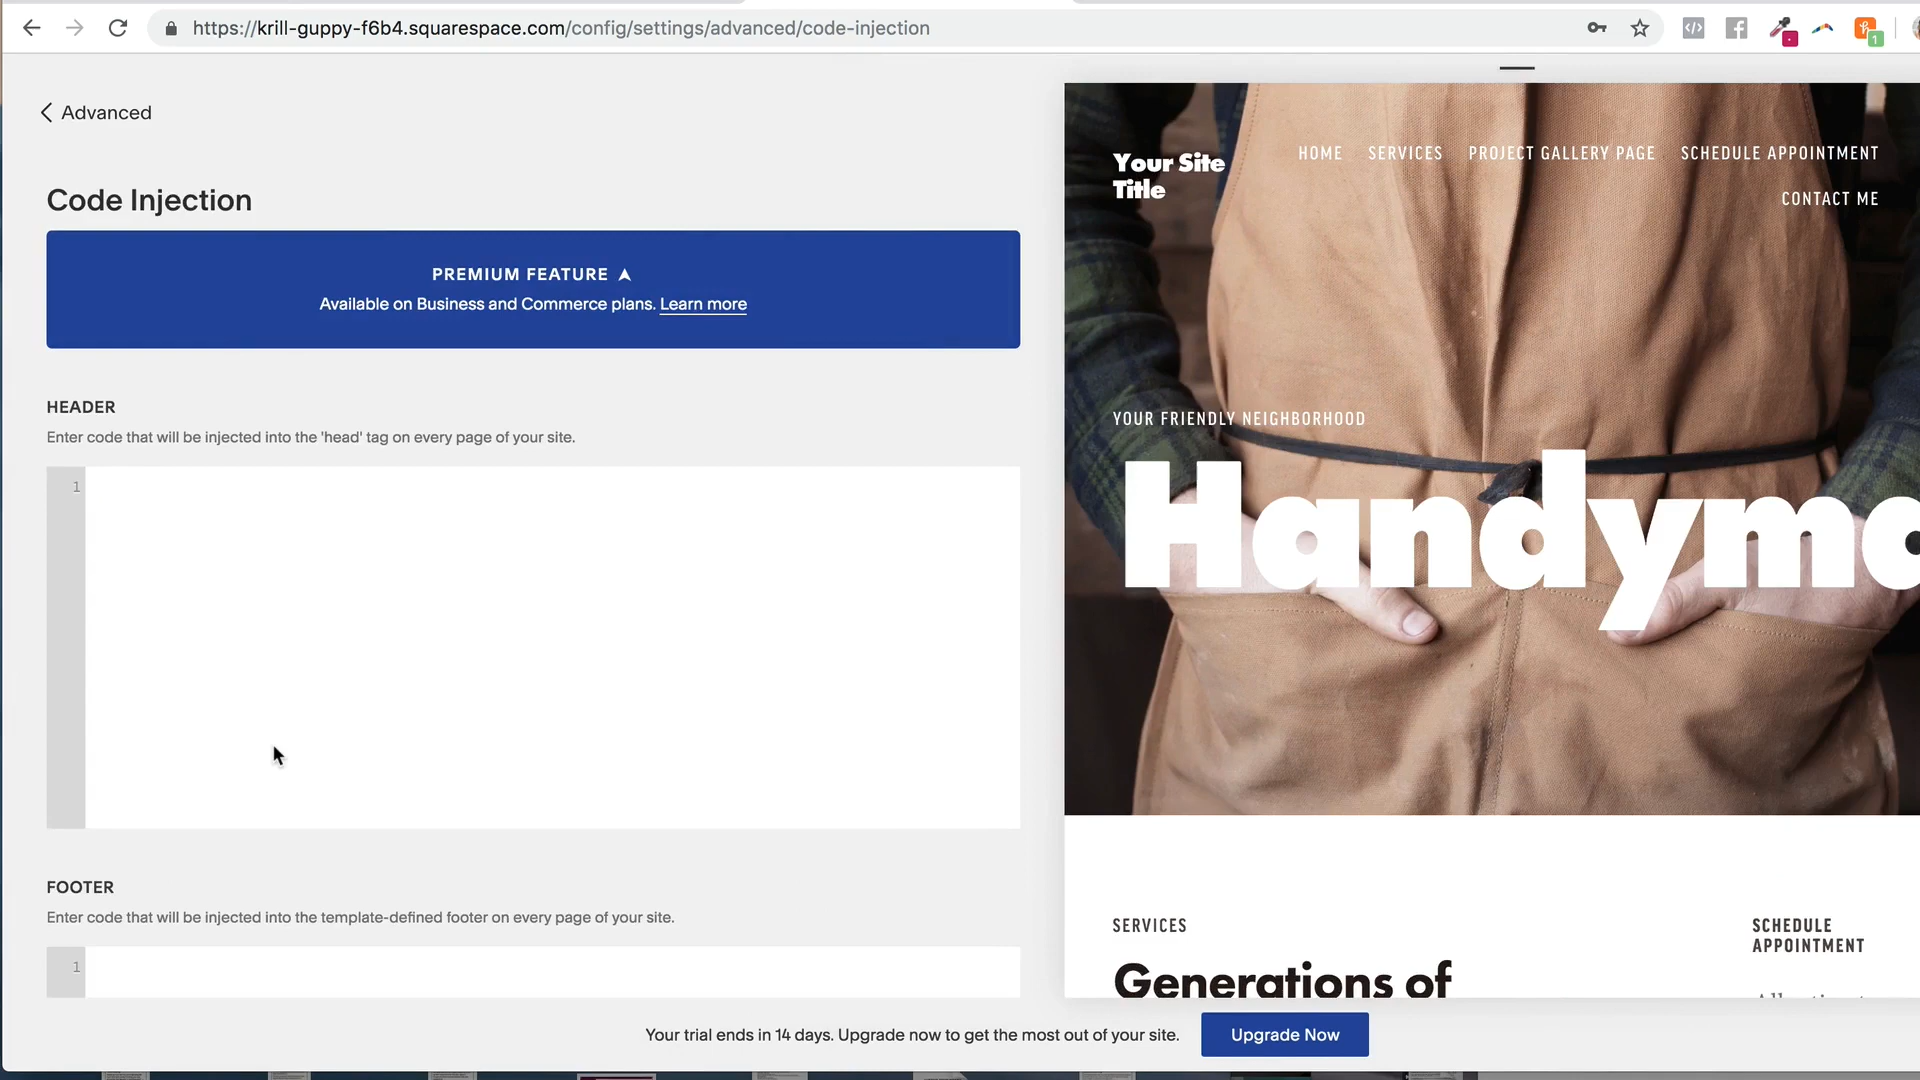 https://krill-guppy-f6b4.squarespace.com/config/settings/advanced/code-injection
1
Advanced
Code Injection
PREMIUM FEATURE
Available on Business and Commerce plans. Learn more
HEADER
Enter code that will be injected into the 'head' tag on every page of your site.
1
FOOTER
Enter code that will be injected into the template-defined footer on every page of your site.
1
Your Site
Title
HOME SERVICES PROJECT GALLERY PAGE SCHEDULE APPOINTMENT
CONTACT ME
YOUR FRIENDLY NEIGHBORHOOD
Handyma
SERVICES
Generations of
SCHEDULE
APPOINTMENT
Your trial ends in 14 days. Upgrade now to get the most out of your site.
Upgrade Now